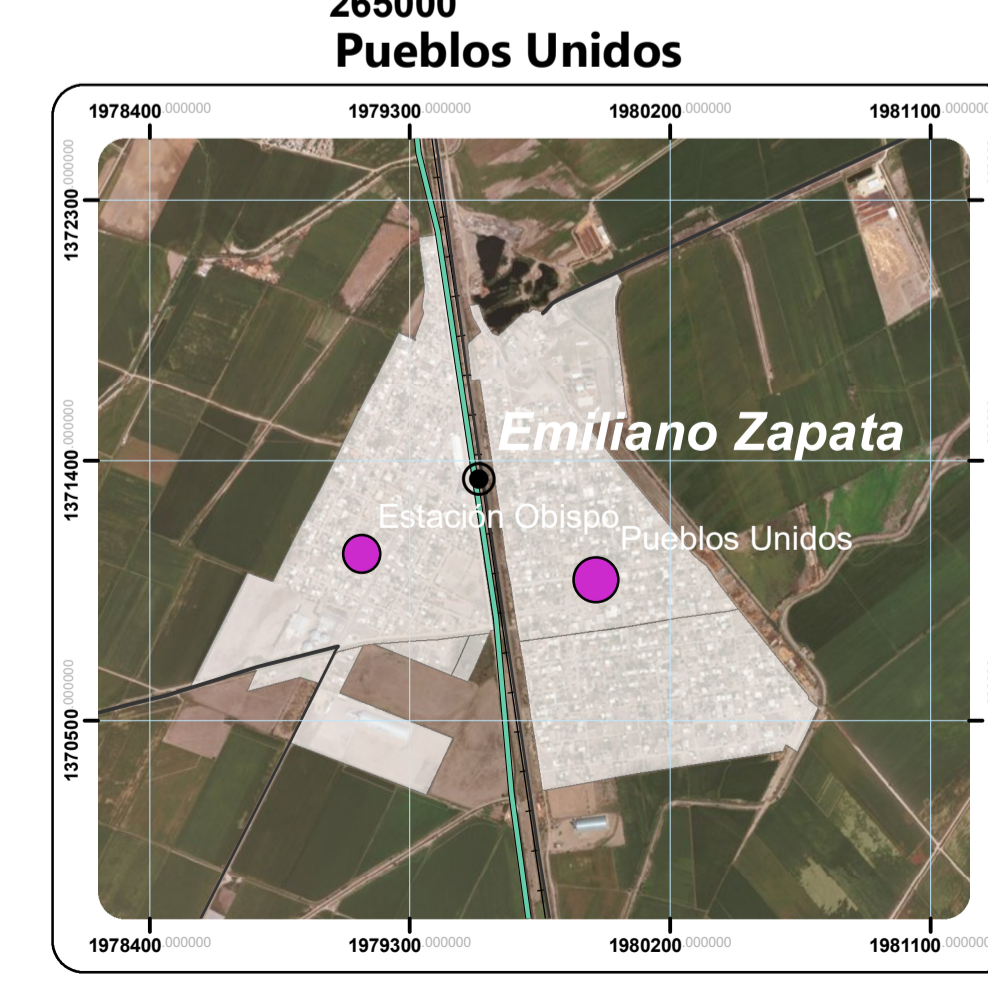 265000
Pueblos Unidos
1978400.000000 1979300.000000 1980200.000000 1981100.000000
1372300.000000
Emiliano Zapata
1371400.000000
Estación Obispo
Pueblos Unidos
1370500.000000
1978400.000000 1979300.000000 1980200.000000 1981100.000000